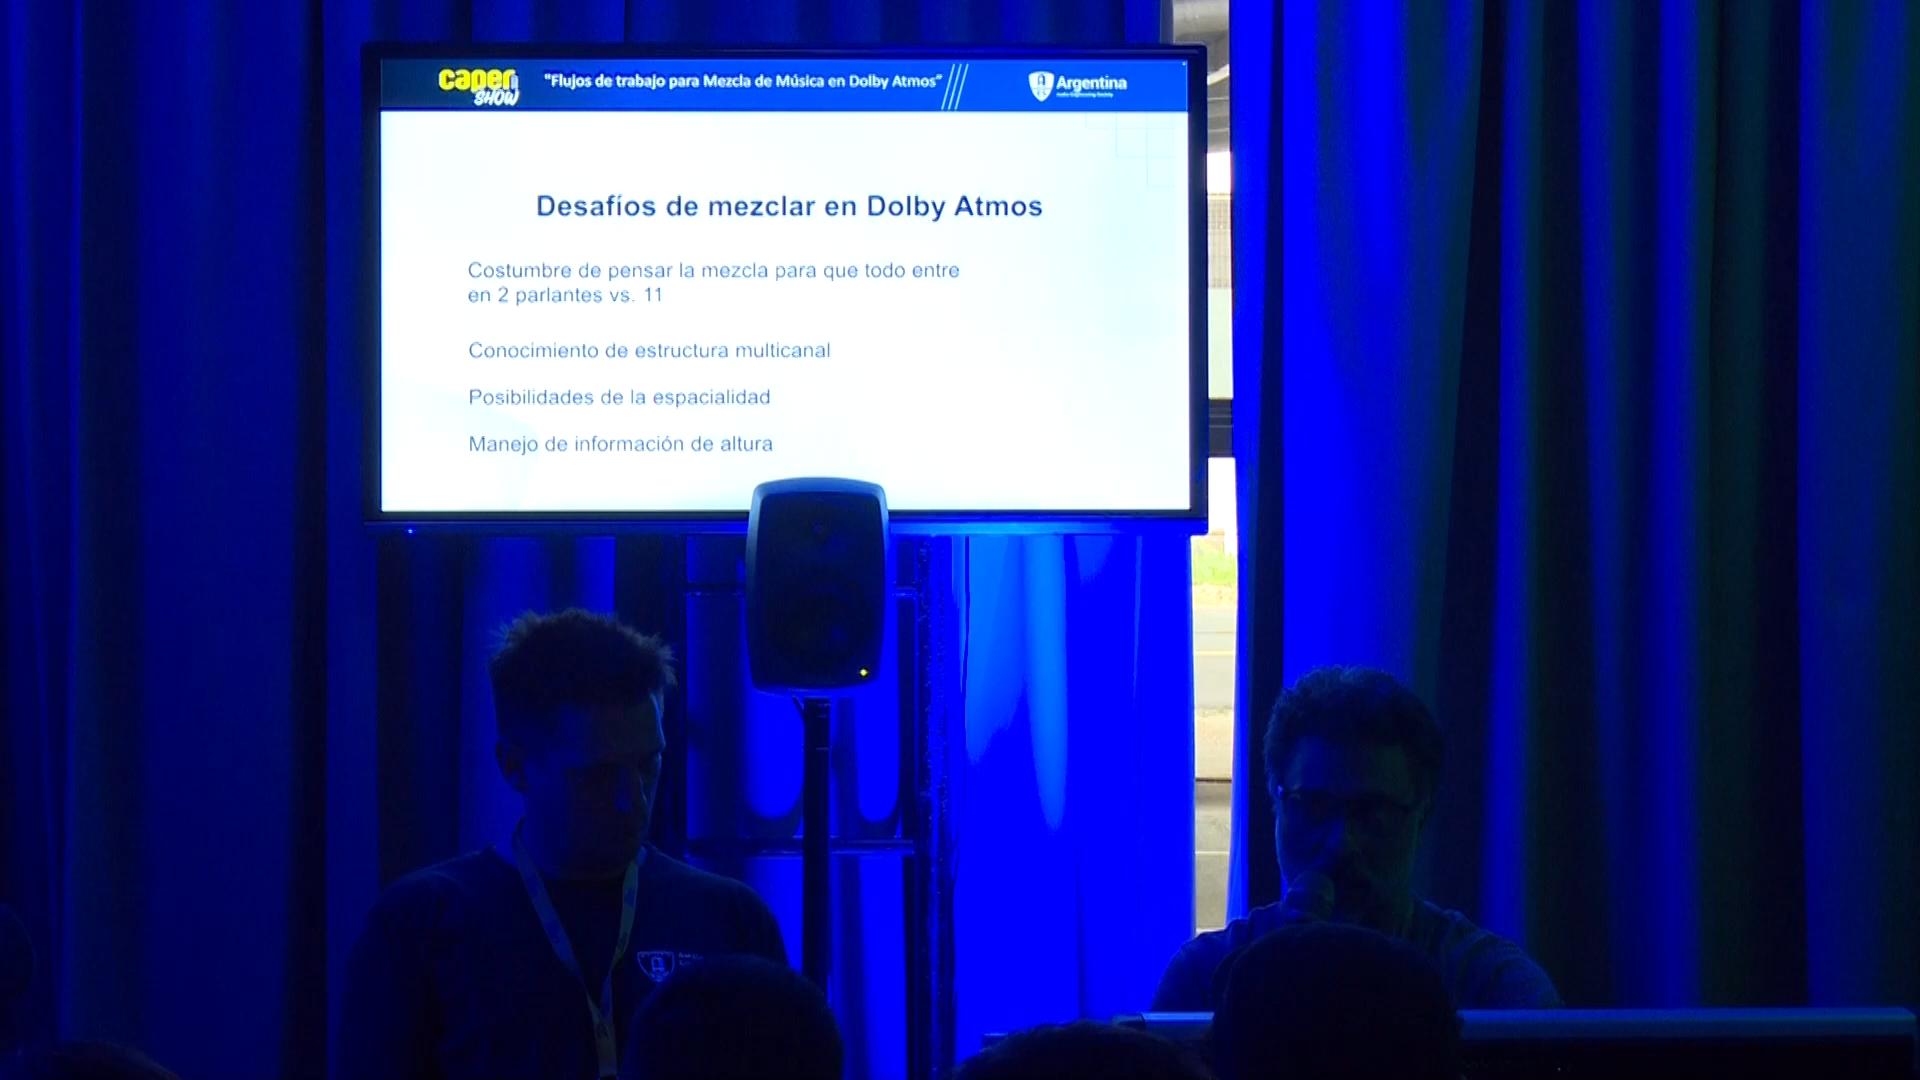 caper
SHOW
"Flujos de trabajo para Mezcla de Música en Dolby Atmos"
Argentina
Desafíos de mezclar en Dolby Atmos
Costumbre de pensar la mezcla para que todo entre
en 2 parlantes vs. 11
Conocimiento de estructura multicanal
Posibilidades de la espacialidad
Manejo de información de altura